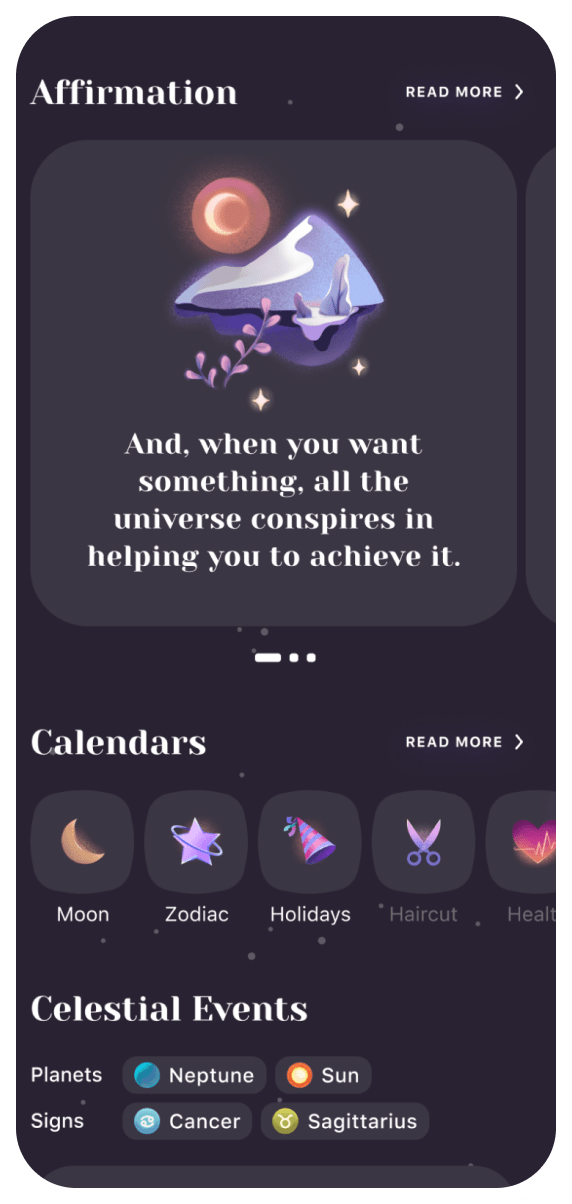 Affirmation
READ MORE
And, when you want
something, all the
universe conspires in
helping you to achieve it.
Calendars
READ MORE
Moon
Zodiac
Holidays
Haircut
Healt
Celestial Events
Planets
Neptune
Sun
Signs
Cancer
Sagittarius